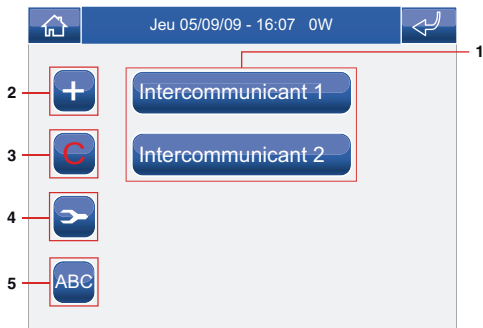 Jeu 05/09/09 - 16:07 0W
1
2 +
Intercommunicant 1
3 C
Intercommunicant 2
4
5 ABC